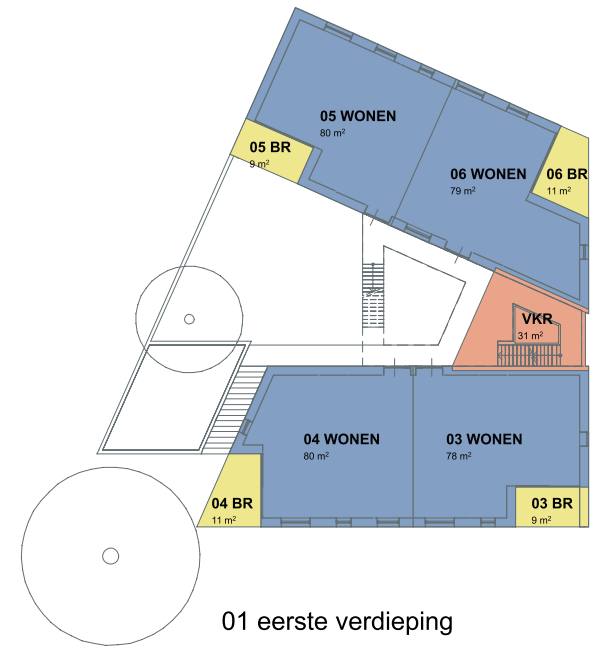 05 WONEN
80 m²
05 BR
9 m²
06 WONEN
79 m²
06 BR
11 m²
VKR
31 m²
04 WONEN
80 m²
03 WONEN
78 m²
04 BR
11 m²
03 BR
9 m²
01 eerste verdieping